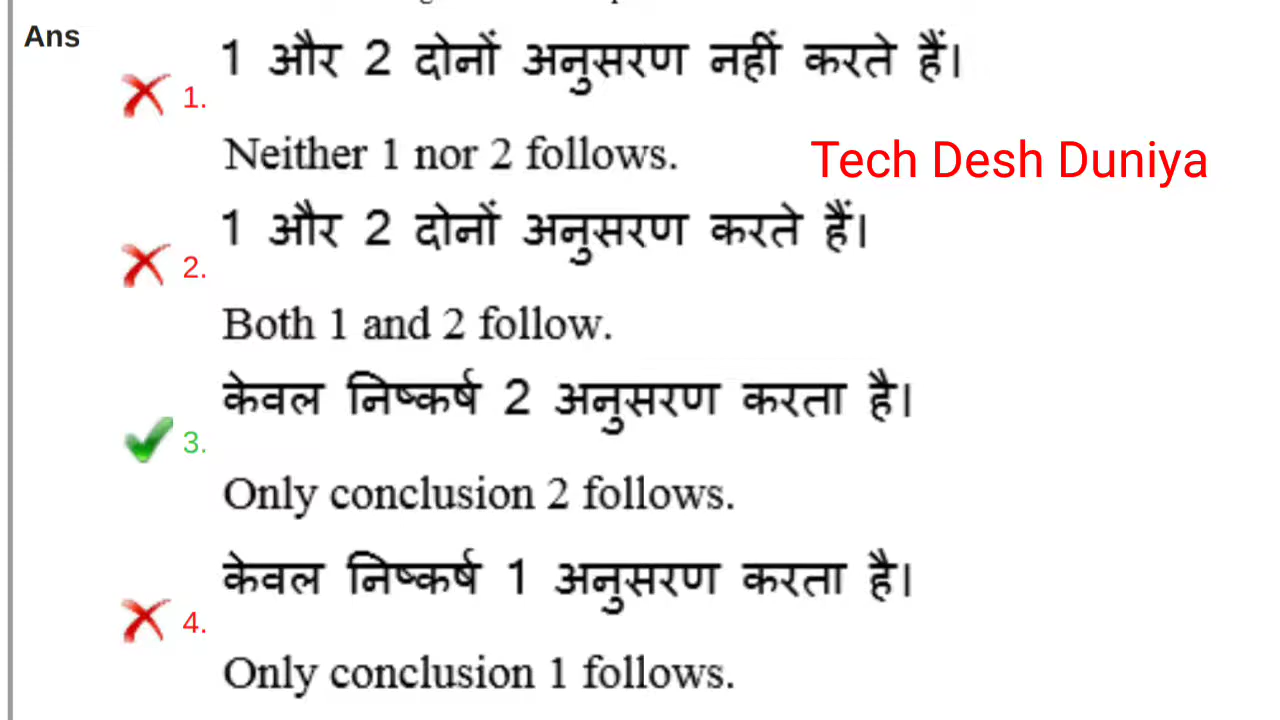 Ans
1 और 2 दोनों अनुसरण नहीं करते हैं।
1.
Neither 1 nor 2 follows.
Tech Desh Duniya
1 और 2 दोनों अनुसरण करते हैं।
2.
Both 1 and 2 follow.
केवल निष्कर्ष 2 अनुसरण करता है।
3.
Only conclusion 2 follows.
केवल निष्कर्ष 1 अनुसरण करता है।
4.
Only conclusion 1 follows.